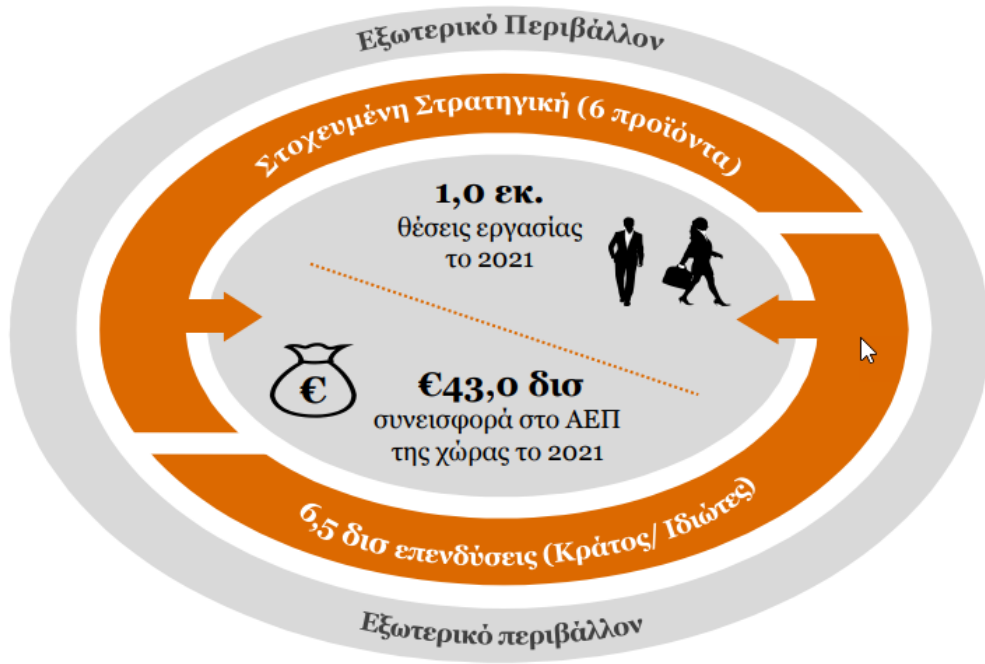 Εξωτερικό Περιβάλλον
Στοχευμένη Στρατηγική (6 προϊόντα)
1,0 εκ.
θέσεις εργασίας
το 2021
€
€43,0 δισ
συνεισφορά στο ΑΕΠ
της χώρας το 2021
6,5 δισ επενδύσεις (Κράτος/ Ιδιώτες)
Εξωτερικό περιβάλλον